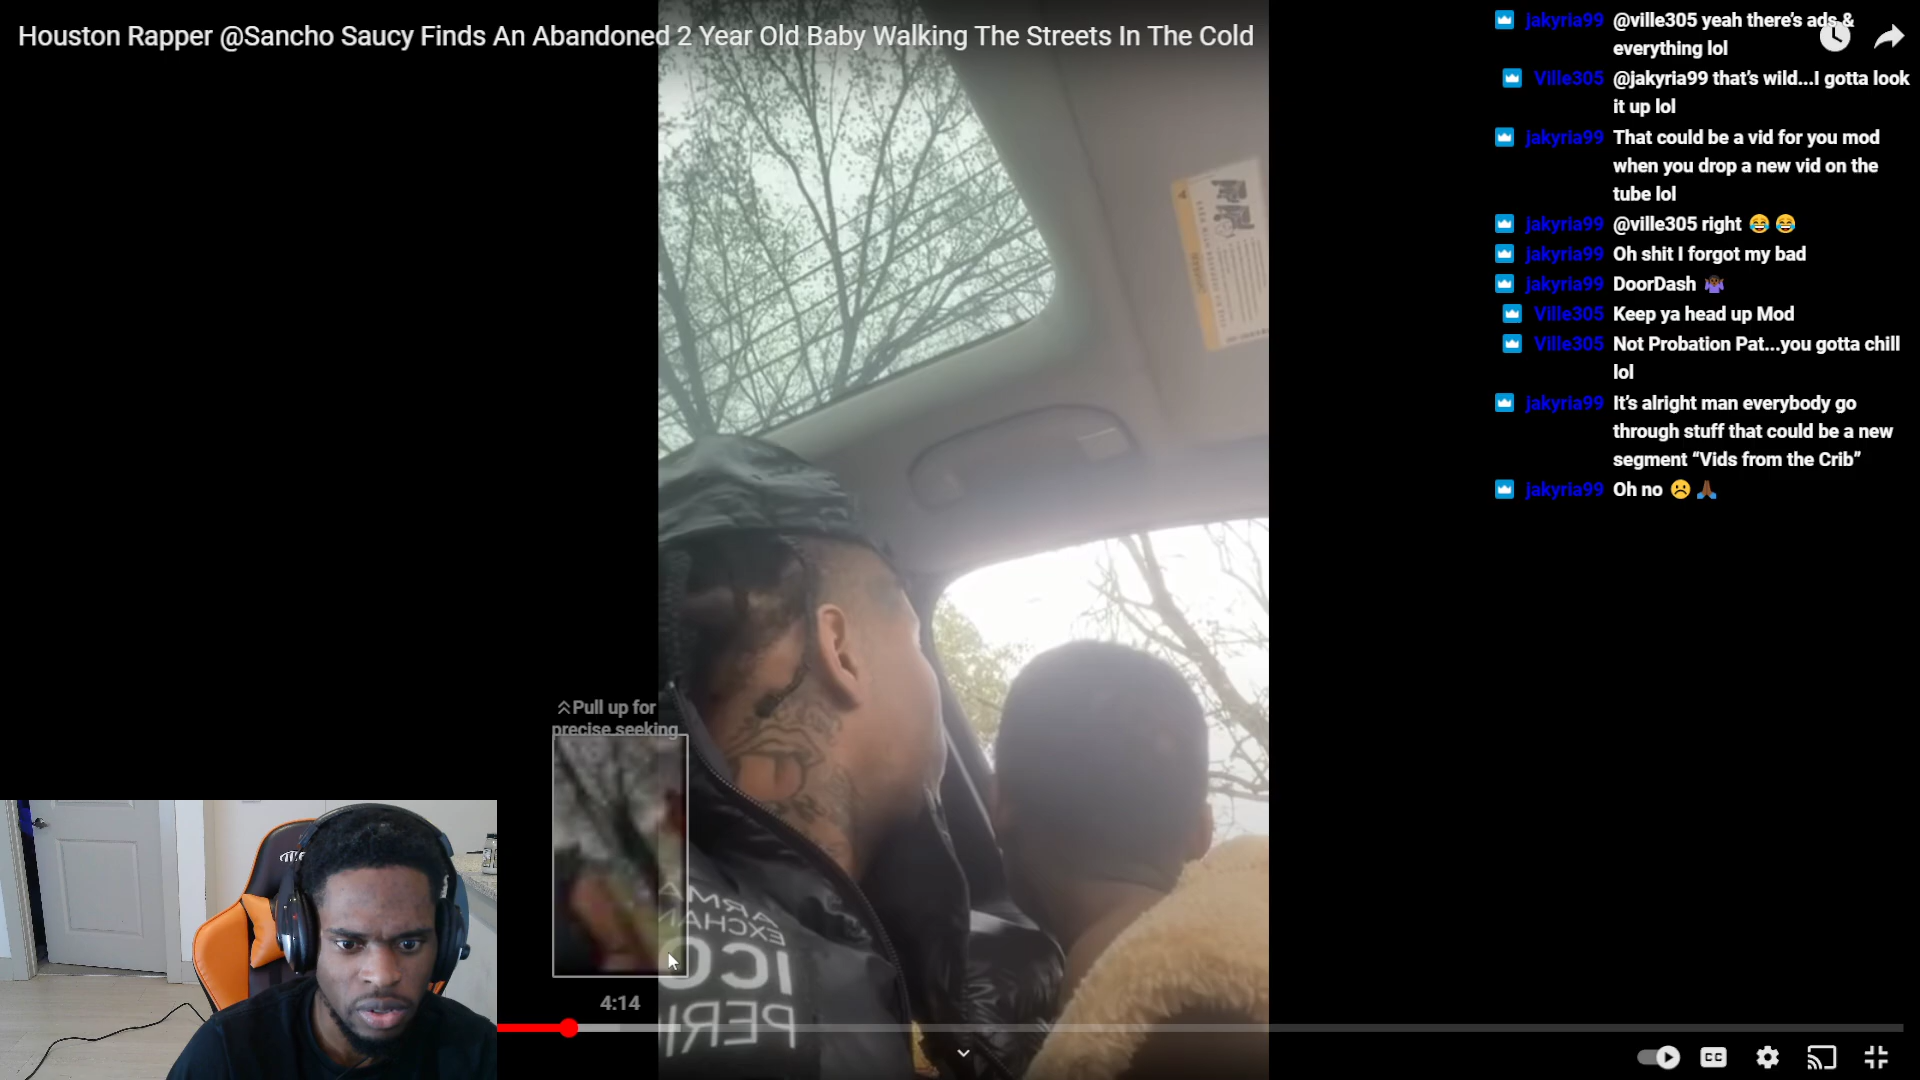 Houston Rapper @Sancho Saucy Finds An Abandoned 2 Year Old Baby Walking The Streets In The Cold
jakyria99 @ville305 yeah there's ads &
everything lol
Ville305 @jakyria99 that's wild...I gotta look
it up lol
jakyria99 That could be a vid for you mod
when you drop a new vid on the
tube lol
jakyria99 @ville305 right 😂 😂
jakyria99 Oh shit I forgot my bad
jakyria99 DoorDash 🤷🏾‍♀️
Ville305 Keep ya head up Mod
Ville305 Not Probation Pat...you gotta chill
lol
jakyria99 It's alright man everybody go
through stuff that could be a new
segment “Vids from the Crib”
jakyria99 Oh no ☹️ 🙏🏾
Pull up for
precise seeking
4:14
CC